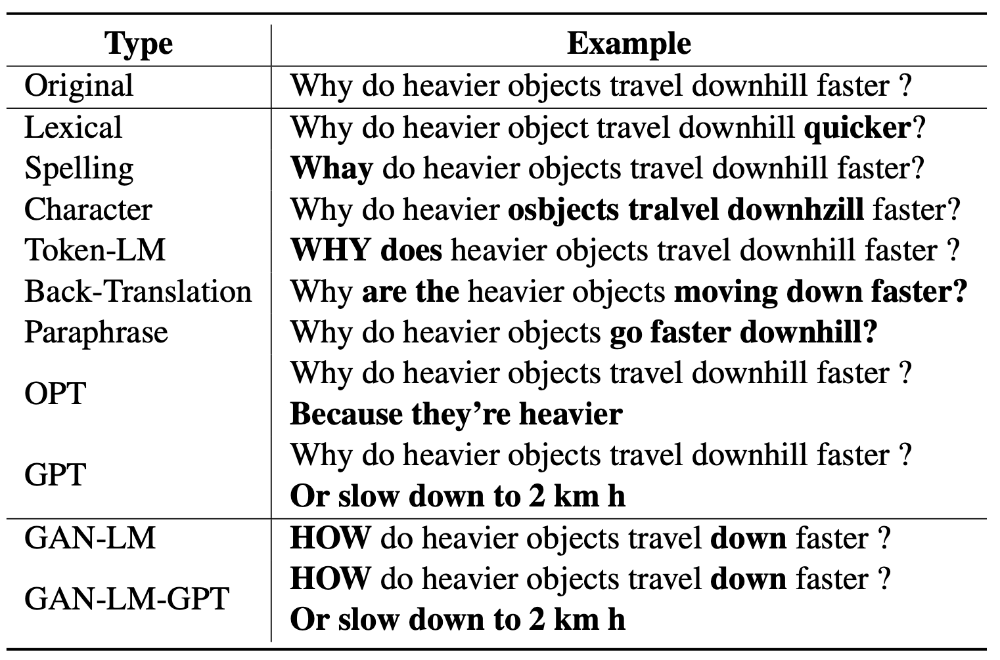 Type Example
Original Why do heavier objects travel downhill faster ?
Lexical Why do heavier object travel downhill quicker?
Spelling Whay do heavier objects travel downhill faster?
Character Why do heavier osbjects tralvel downhzill faster?
Token-LM WHY does heavier objects travel downhill faster ?
Back-Translation Why are the heavier objects moving down faster?
Paraphrase Why do heavier objects go faster downhill?
OPT Why do heavier objects travel downhill faster ?
Because they’re heavier
GPT Why do heavier objects travel downhill faster ?
Or slow down to 2 km h
GAN-LM HOW do heavier objects travel down faster ?
GAN-LM-GPT HOW do heavier objects travel down faster ?
Or slow down to 2 km h